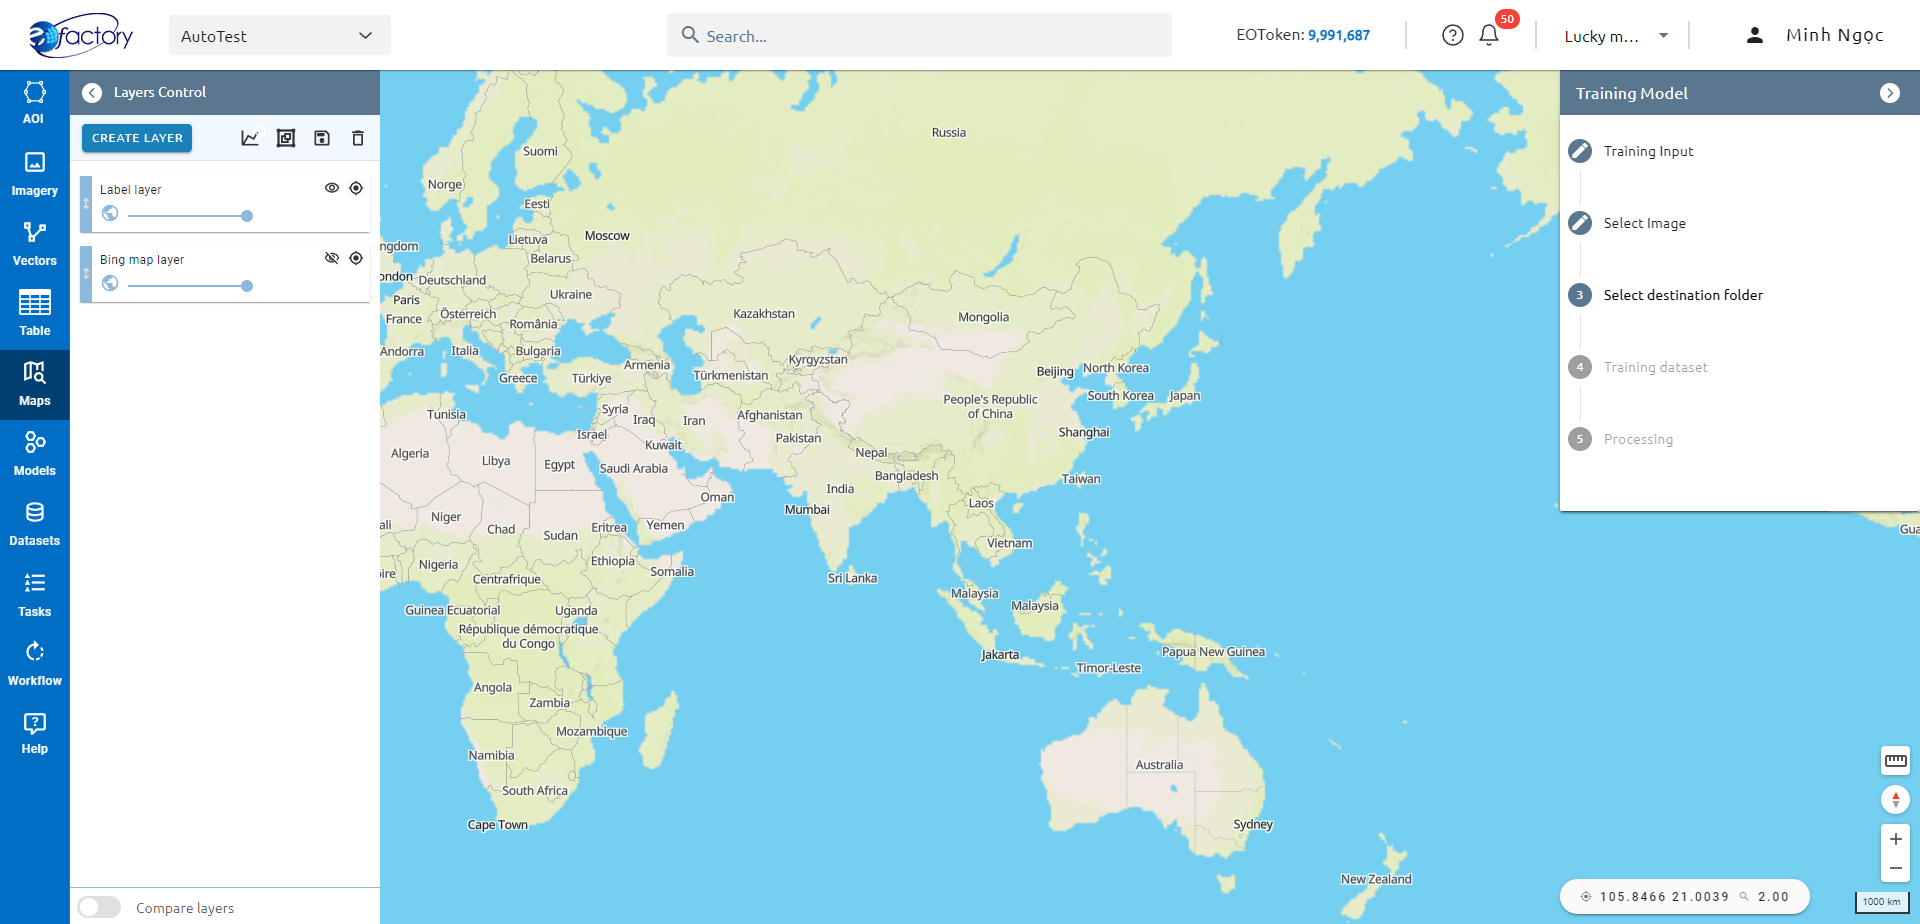 eofactory
AutoTest
Search...
EOToken: 9,991,687
50
Lucky m...
Minh Ngọc
AOI
Imagery
Vectors
Table
Maps
Models
Datasets
Tasks
Workflow
Help
Layers Control
CREATE LAYER
Label layer
Bing map layer
Compare layers
Training Model
Training Input
Select Image
3 Select destination folder
4 Training dataset
5 Processing
Russia
Suomi
Norge
Eesti
Moscow
Lietuva
ngdom
Belarus
ondon
Deutschland
Ukraine
Paris
Österreich
France
România
Kazakhstan
Mongolia
Andorra
Italia
Bulgaria
Kyrgyzstan
Armenia
Greece
Türkiye
Türkmenistan
Beijing
North Korea
South Korea
Japan
People's Republic
of China
Tunisia
Syria
Iraq
Iran
Afghanistan
Israel
Kuwait
Pakistan
Shanghai
Algeria
Libya
Egypt
Saudi Arabia
Nepal
Bangladesh
Taiwan
Oman
India
Mumbai
Laos
ali
Niger
Chad
Sudan
Eritrea
Yemen
Vietnam
Gua
Nigeria
Ethiopia
ire
Centrafrique
Somalia
Sri Lanka
Malaysia
Malaysia
Guinea Ecuatorial
Uganda
République démocratique
du Congo
Jakarta
Papua New Guinea
Timor-Leste
Angola
Zambia
Mozambique
Namibia
Australia
South Africa
Cape Town
Sydney
New Zealand
105.8466 21.0039 2.00
1000 km